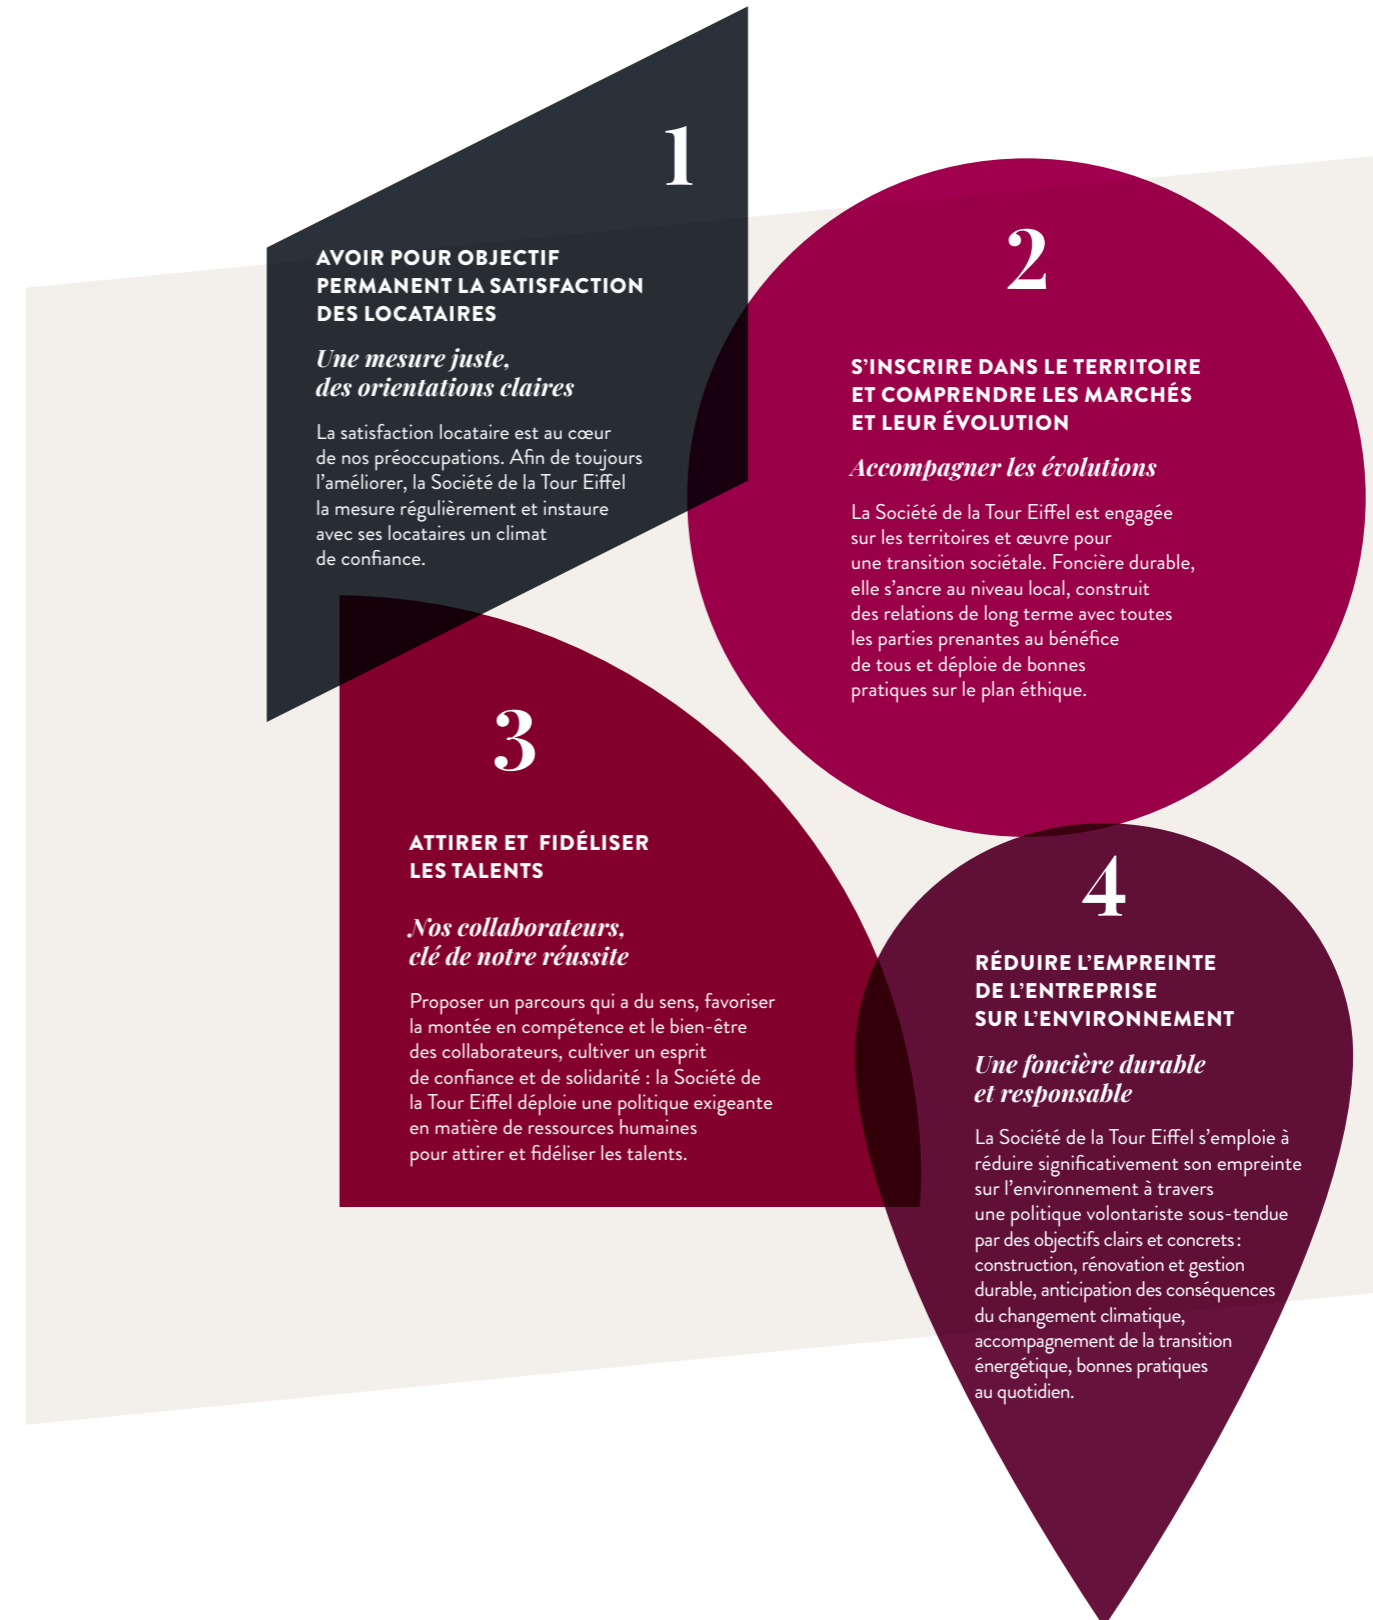 1
AVOIR POUR OBJECTIF
PERMANENT LA SATISFACTION
DES LOCATAIRES
Une mesure juste,
des orientations claires
La satisfaction locataire est au cœur
de nos préoccupations. Afin de toujours
l’améliorer, la Société de la Tour Eiffel
la mesure régulièrement et instaure
avec ses locataires un climat
de confiance.
2
S’INSCRIRE DANS LE TERRITOIRE
ET COMPRENDRE LES MARCHÉS
ET LEUR ÉVOLUTION
Accompagner les évolutions
La Société de la Tour Eiffel est engagée
sur les territoires et œuvre pour
une transition sociétale. Foncière durable,
elle s’ancre au niveau local, construit
des relations de long terme avec toutes
les parties prenantes au bénéfice
de tous et déploie de bonnes
pratiques sur le plan éthique.
3
ATTIRER ET FIDÉLISER
LES TALENTS
Nos collaborateurs,
clé de notre réussite
Proposer un parcours qui a du sens, favoriser
la montée en compétence et le bien-être
des collaborateurs, cultiver un esprit
de confiance et de solidarité : la Société de
la Tour Eiffel déploie une politique exigeante
en matière de ressources humaines
pour attirer et fidéliser les talents.
4
RÉDUIRE L’EMPREINTE
DE L’ENTREPRISE
SUR L’ENVIRONNEMENT
Une foncière durable
et responsable
La Société de la Tour Eiffel s’emploie à
réduire significativement son empreinte
sur l’environnement à travers
une politique volontariste sous-tendue
par des objectifs clairs et concrets :
construction, rénovation et gestion
durable, anticipation des conséquences
du changement climatique,
accompagnement de la transition
énergétique, bonnes pratiques
au quotidien.